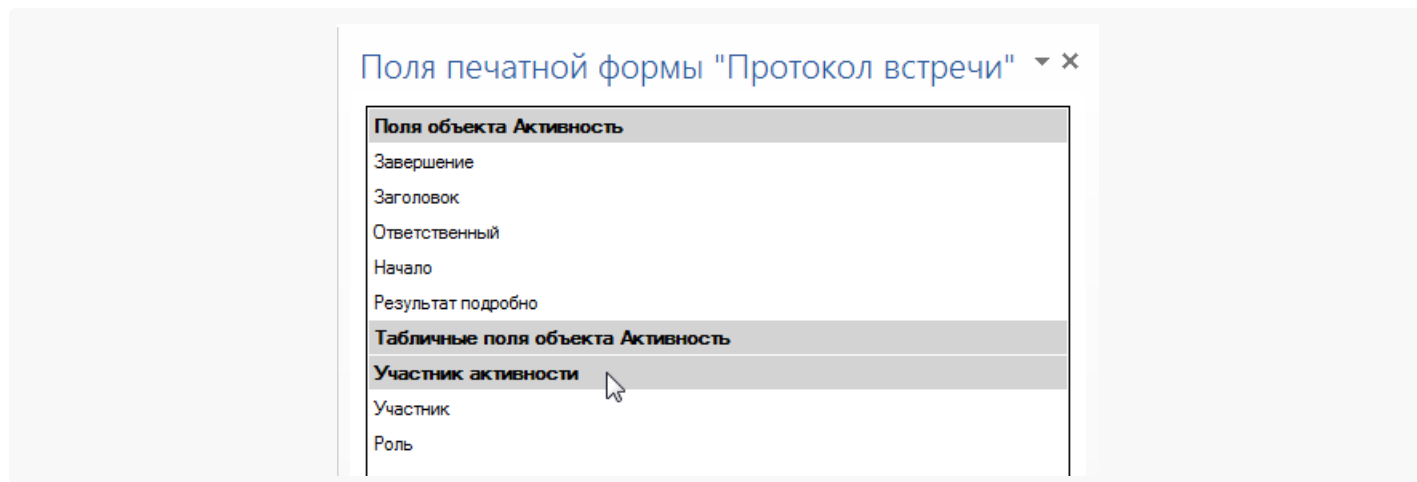 Поля печатной формы "Протокол встречи"
Поля объекта Активность
Завершение
Заголовок
Ответственный
Начало
Результат подробно
Табличные поля объекта Активность
Участник активности
Участник
Роль